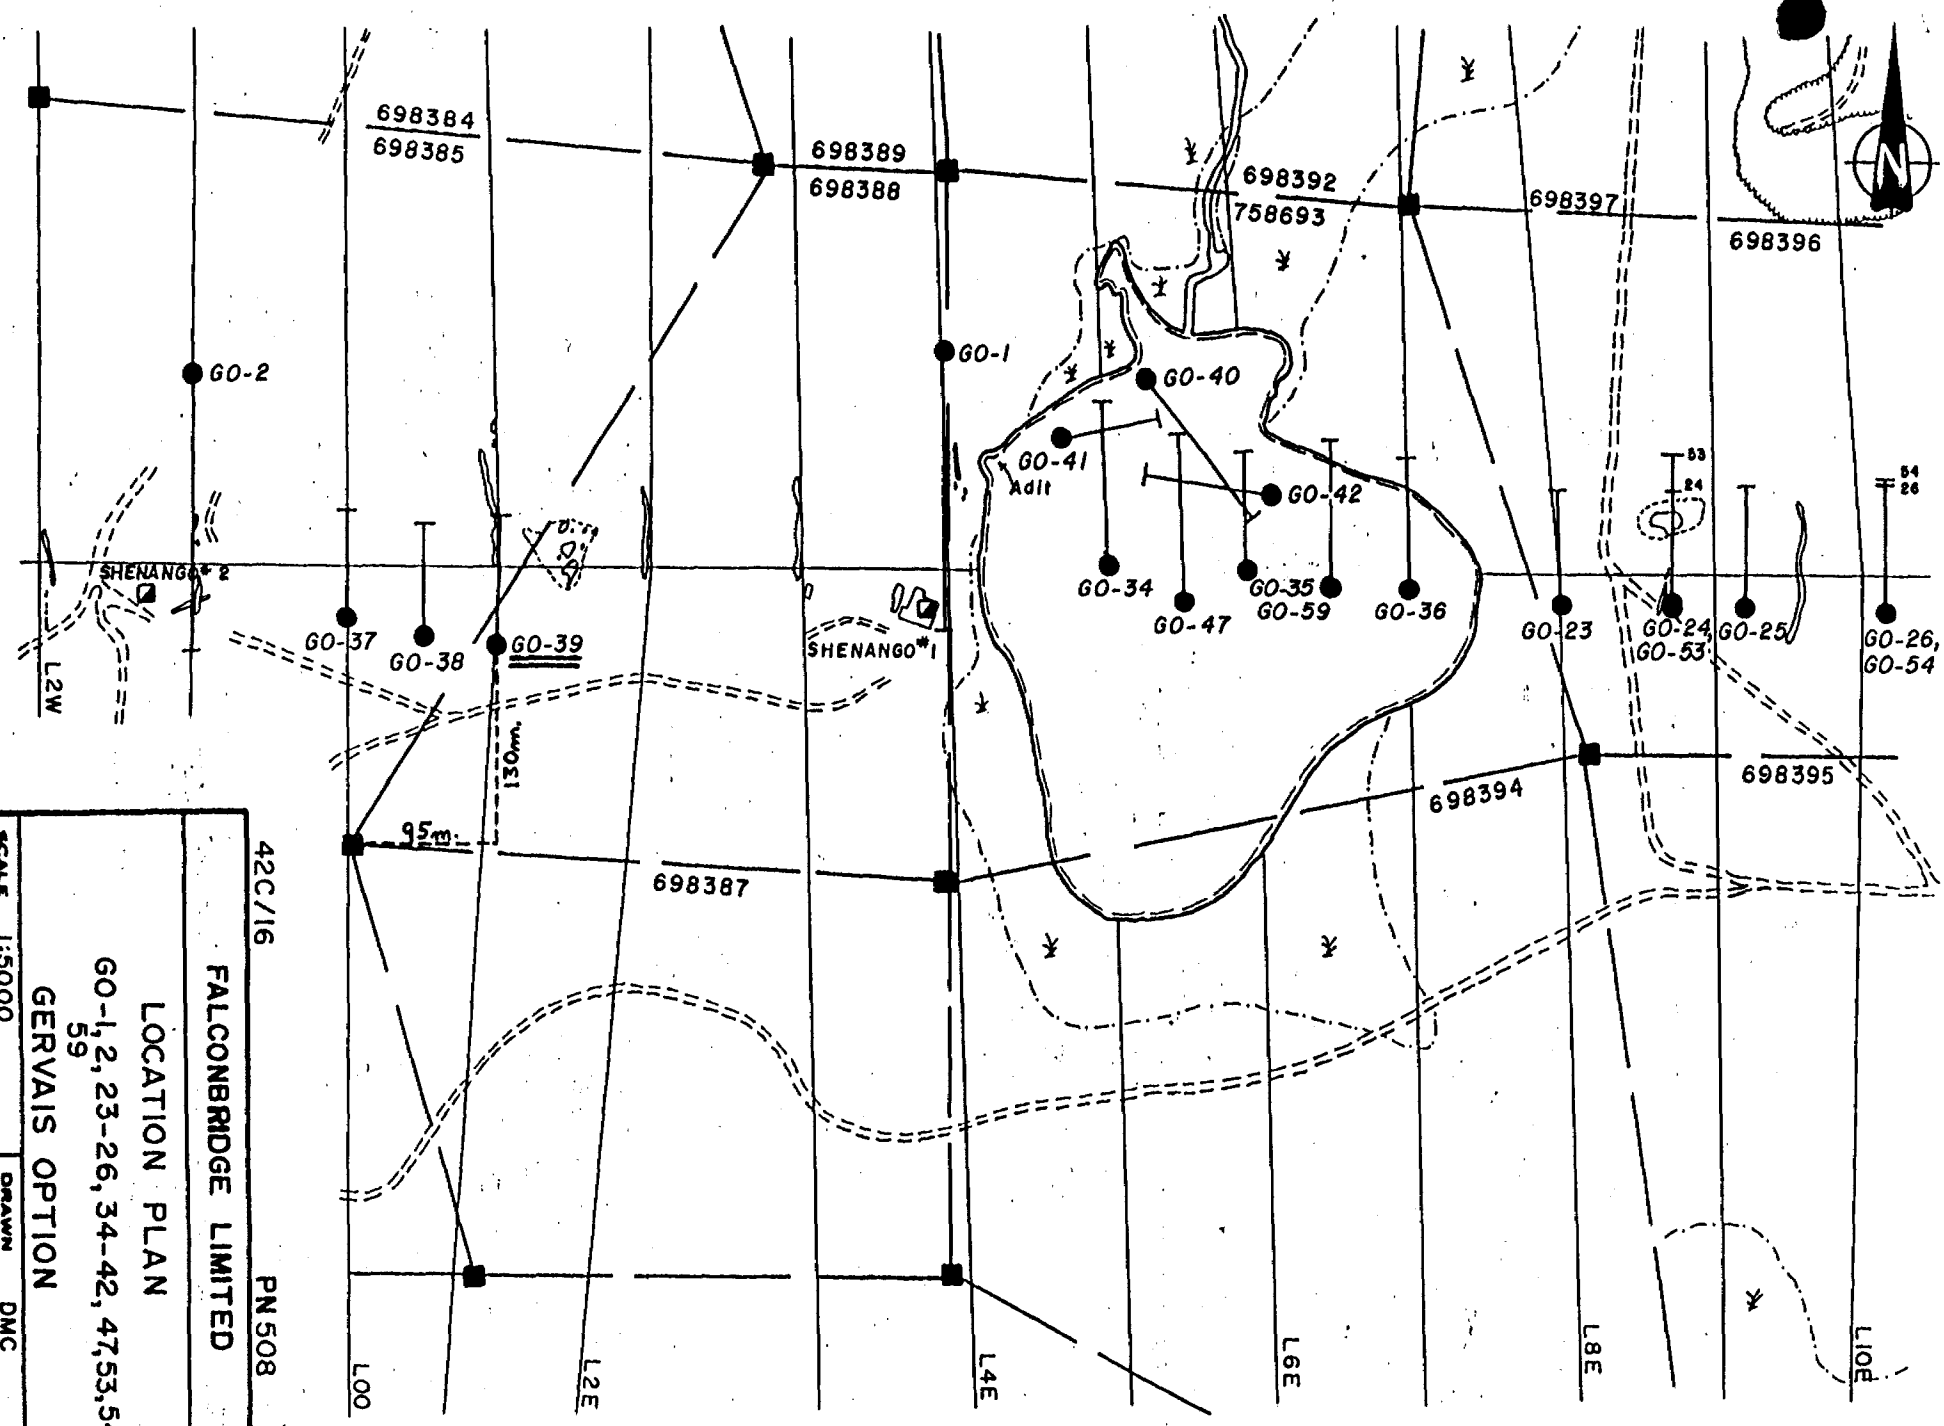 N
698384
698385
698389
698388
698392
758693
698397
698396
GO-2
GO-1
GO-40
GO-41
Adit
GO-42
53
24
54
26
SHENANGO #2
GO-37
GO-38
GO-39
SHENANGO #1
GO-34
GO-47
GO-35
GO-59
GO-36
GO-23
GO-24,
GO-53
GO-25
GO-26,
GO-54
L2W
130m.
95m.
698387
698394
698395
L00
L2E
L4E
L6E
L8E
L10E
42C/16 PN 508
FALCONBRIDGE LIMITED
LOCATION PLAN
GO-1, 2, 23-26, 34-42, 47, 53, 5
59
GERVAIS OPTION
SCALE 1:5000 DRAWN DMC